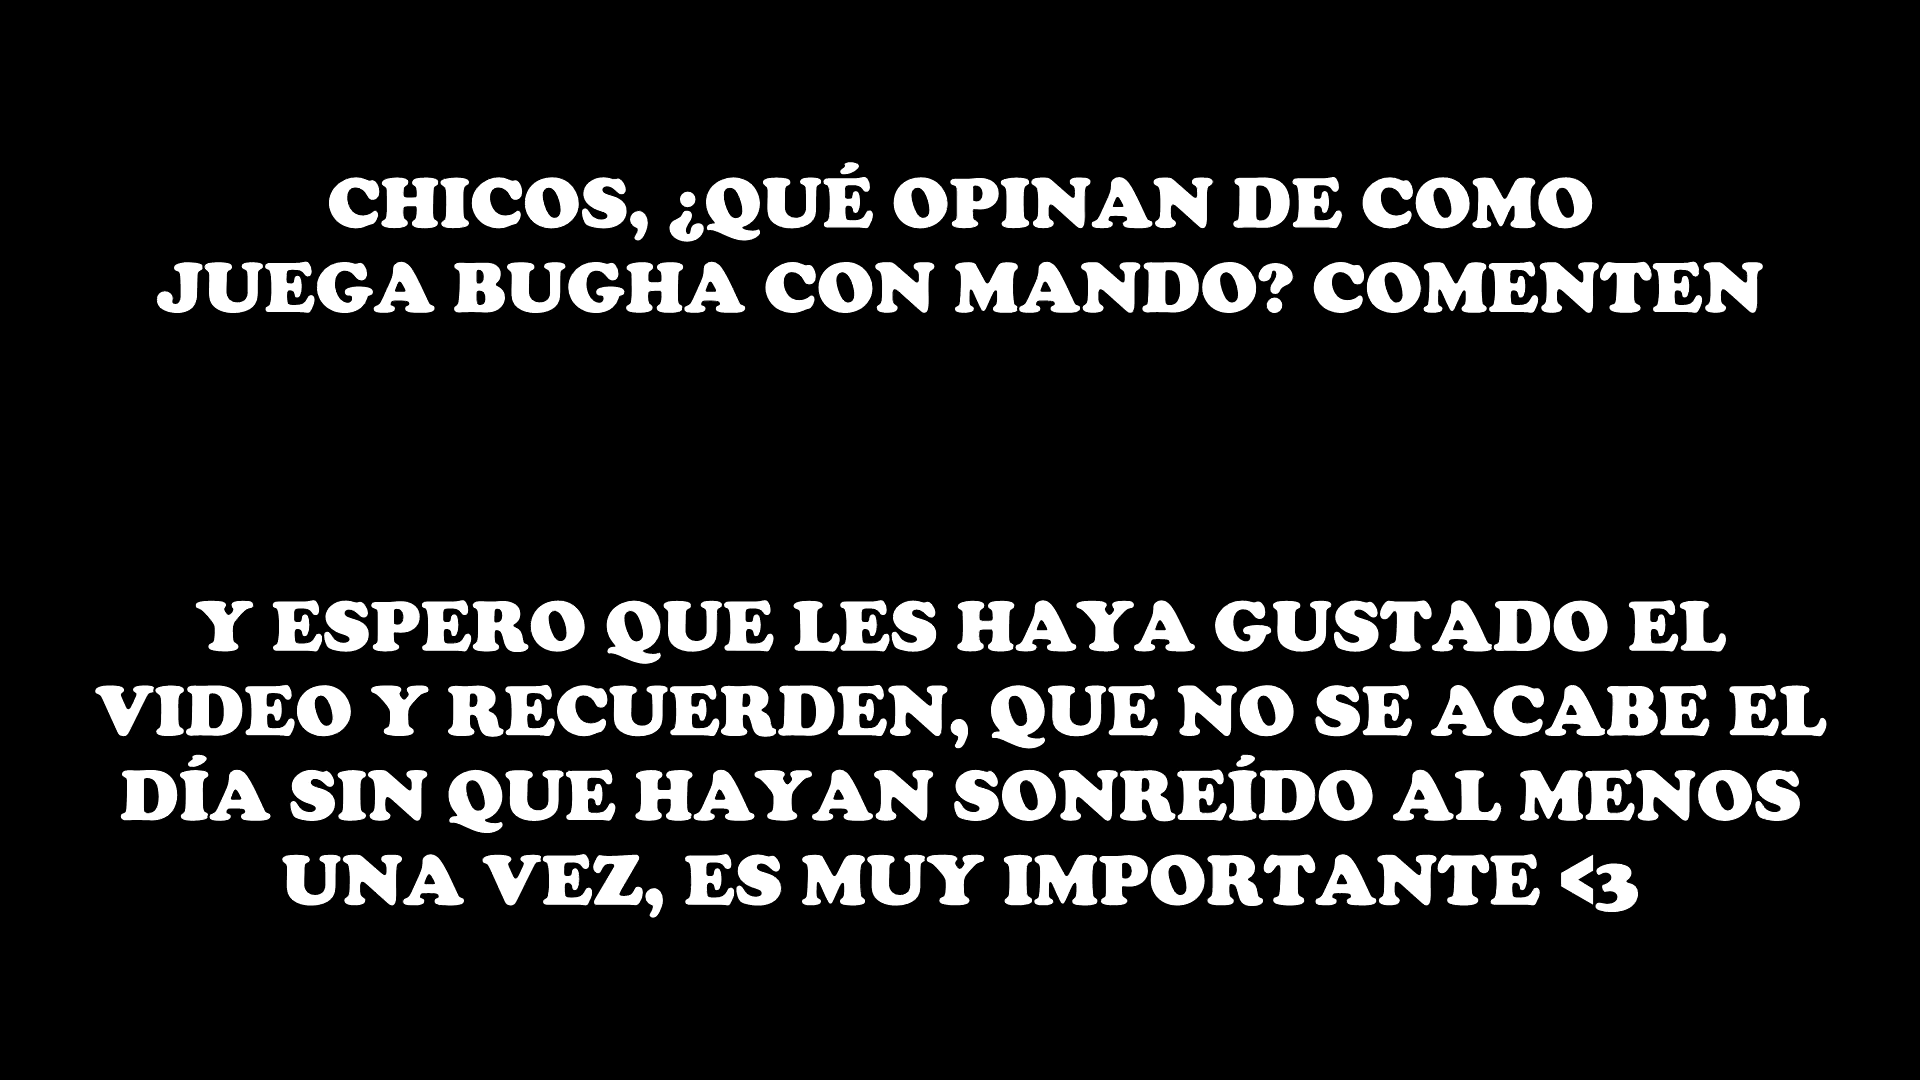 CHICOS, ¿QUÉ OPINAN DE COMO
JUEGA BUGHA CON MANDO? COMENTEN
Y ESPERO QUE LES HAYA GUSTADO EL
VIDEO Y RECUERDEN, QUE NO SE ACABE EL
DÍA SIN QUE HAYAN SONREÍDO AL MENOS
UNA VEZ, ES MUY IMPORTANTE <3